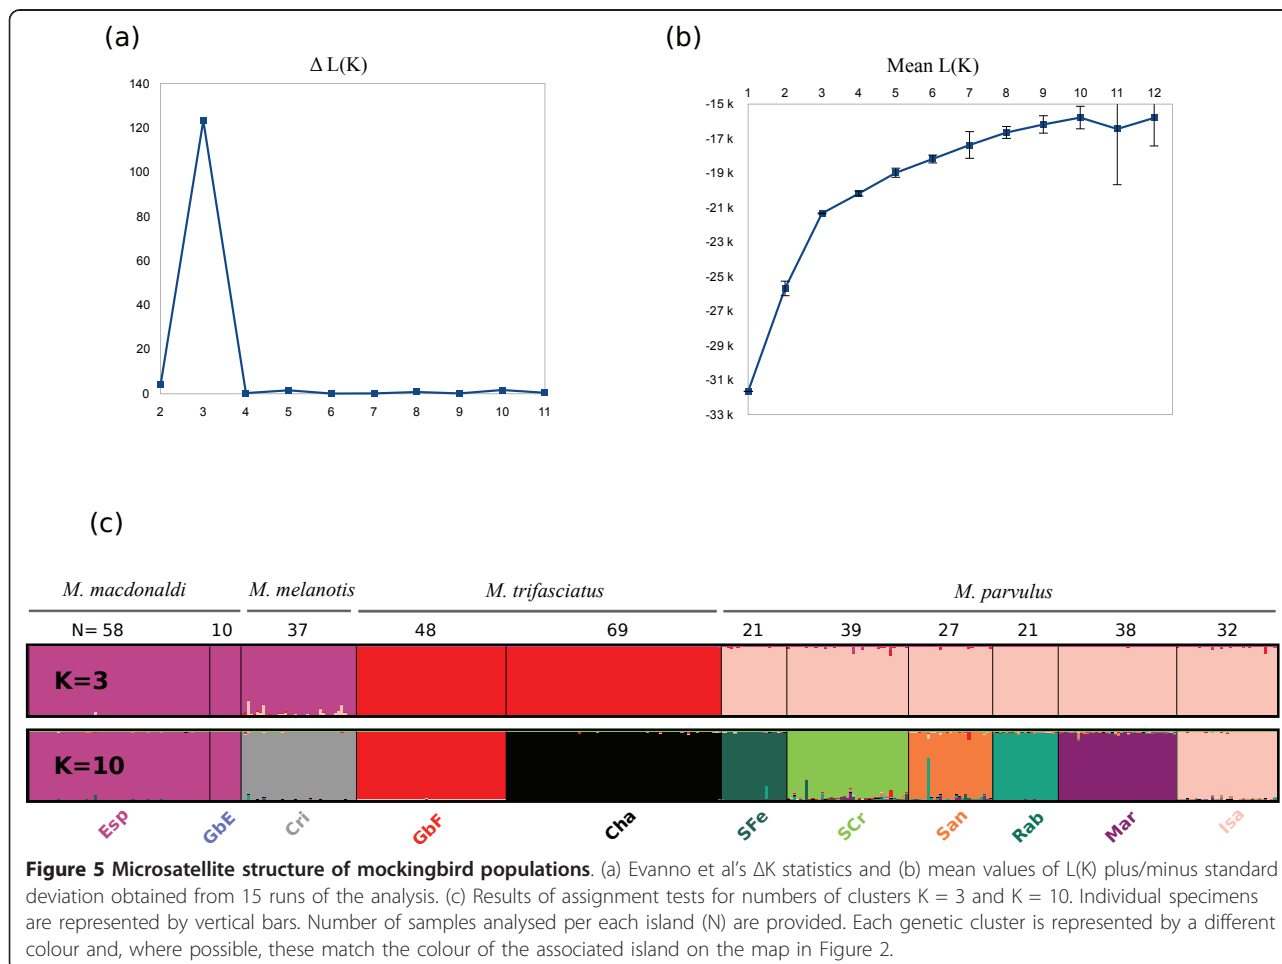 (a)
Δ L(K)
140
120
100
80
60
40
20
0
2 3 4 5 6 7 8 9 10 11
(b)
Mean L(K)
1 2 3 4 5 6 7 8 9 10 11 12
-15 k
-17 k
-19 k
-21 k
-23 k
-25 k
-27 k
-29 k
-31 k
-33 k
(c)
M. macdonaldi M. melanotis M. trifasciatus M. parvulus
N= 58 10 37 48 69 21 39 27 21 38 32
K=3
K=10
Esp GbE Cri GbF Cha SFe SCr San Rab Mar Isa
Figure 5 Microsatellite structure of mockingbird populations. (a) Evanno et al's ΔK statistics and (b) mean values of L(K) plus/minus standard
deviation obtained from 15 runs of the analysis. (c) Results of assignment tests for numbers of clusters K = 3 and K = 10. Individual specimens
are represented by vertical bars. Number of samples analysed per each island (N) are provided. Each genetic cluster is represented by a different
colour and, where possible, these match the colour of the associated island on the map in Figure 2.